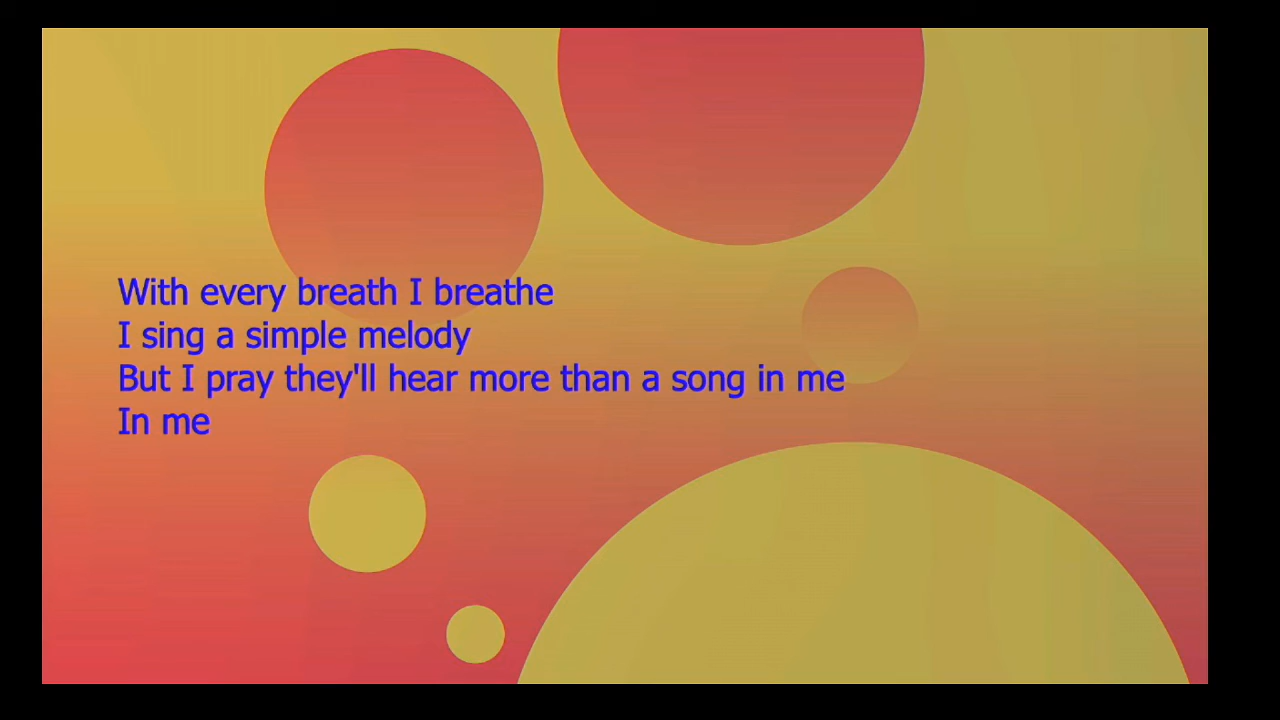 With every breath I breathe
I sing a simple melody
But I pray they'll hear more than a song in me
In me